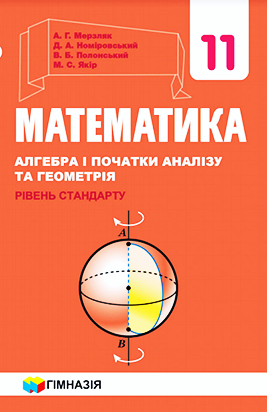 А. Г. Мерзляк
Д. А. Номіровський
В. Б. Полонський
М. С. Якір
11
МАТЕМАТИКА
АЛГЕБРА І ПОЧАТКИ АНАЛІЗУ
ТА ГЕОМЕТРІЯ
РІВЕНЬ СТАНДАРТУ
A
B
ГІМНАЗІЯ